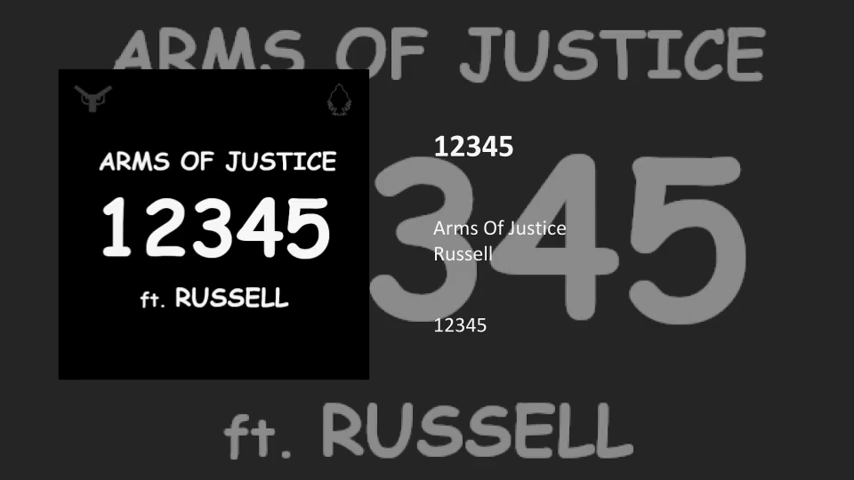 ARMS OF JUSTICE
ARMS OF JUSTICE
12345
ft. RUSSELL
12345
Arms Of Justice
Russell
12345
345
ft. RUSSELL